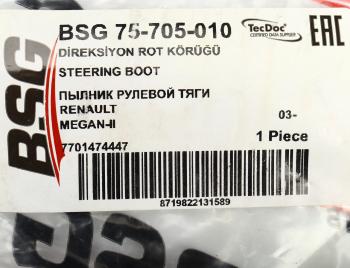 BSG 75-705-010
TecDoc
CERTIFIED DATA SUPPLIER
EAC
DİREKSİYON ROT KÖRÜĞÜ
STEERING BOOT
ПЫЛНИК РУЛЕВОЙ ТЯГИ
RENAULT
MEGAN-II
03-
1 Piece
7701474447
8719822131589
BSG